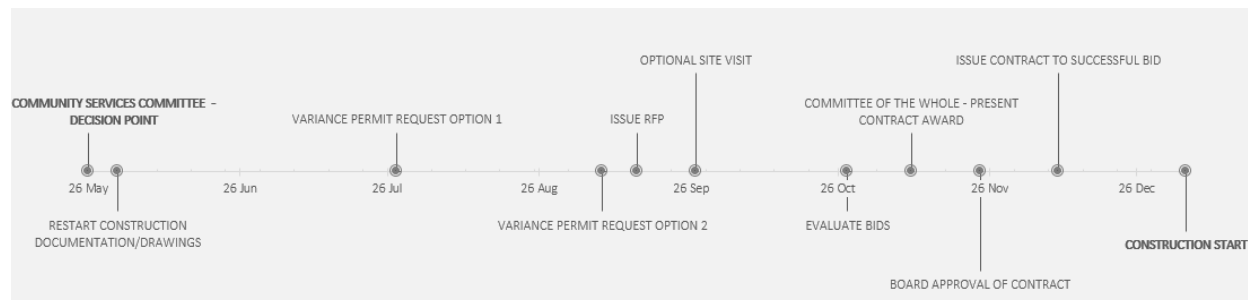 OPTIONAL SITE VISIT
ISSUE CONTRACT TO SUCCESSFUL BID
COMMUNITY SERVICES COMMITTEE –
DECISION POINT
VARIANCE PERMIT REQUEST OPTION 1
ISSUE RFP
COMMITTEE OF THE WHOLE - PRESENT
CONTRACT AWARD
26 May
26 Jun
26 Jul
26 Aug
26 Sep
26 Oct
26 Nov
26 Dec
RESTART CONSTRUCTION
DOCUMENTATION/DRAWINGS
VARIANCE PERMIT REQUEST OPTION 2
EVALUATE BIDS
CONSTRUCTION START
BOARD APPROVAL OF CONTRACT